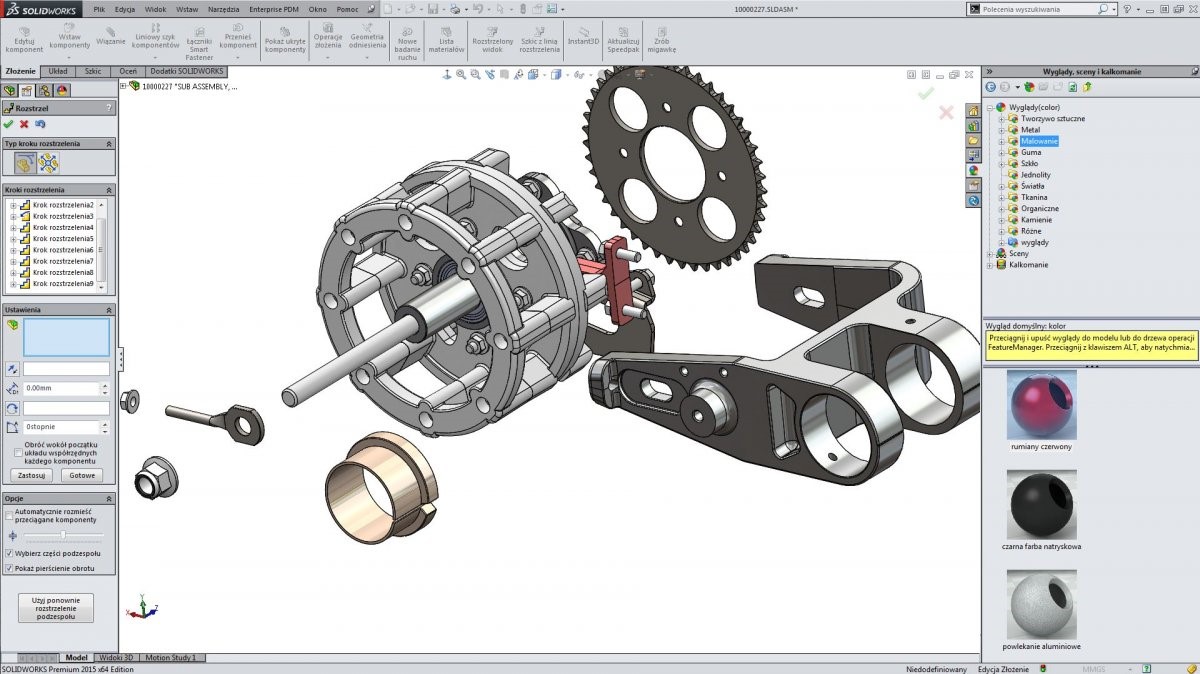 SOLIDWORKS
Plik Edycja Widok Wstaw Narzędzia Enterprise PDM Okno Pomoc
10000227.SLDASM *
Polecenia wyszukiwania
Edytuj komponent
Wstaw komponenty
Wiązanie
Liniowy szyk komponentów
Łączniki Smart Fastener
Przenieś komponent
Pokaż ukryte komponenty
Operacje złożenia
Geometria odniesienia
Nowe badanie ruchu
Lista materiałów
Rozstrzelony widok
Szkic z linią rozstrzelenia
Instant3D
Aktualizuj Speedpak
Zrób migawkę
Złożenie Układ Szkic Oceń Dodatki SOLIDWORKS
10000227 "SUB ASSEMBLY, ...
Rozstrzel
?
Typ kroku rozstrzelenia
Kroki rozstrzelenia
Krok rozstrzelenia2
Krok rozstrzelenia3
Krok rozstrzelenia4
Krok rozstrzelenia5
Krok rozstrzelenia6
Krok rozstrzelenia7
Krok rozstrzelenia8
Krok rozstrzelenia9
Ustawienia
0.00mm
0stopnie
Obróć wokół początku
układu współrzędnych
każdego komponentu
Zastosuj Gotowe
Opcje
Automatycznie rozmieść
przeciągane komponenty
Wybierz części podzespołu
Pokaż pierścienie obrotu
Użyj ponownie
rozstrzelenie
podzespołu
Wyglądy, sceny i kalkomanie
Wyglądy(color)
Tworzywo sztuczne
Metal
Malowanie
Guma
Szkło
Jednolity
Światła
Tkanina
Organiczne
Kamienie
Różne
wyglądy
Sceny
Kalkomanie
Wygląd domyślny: kolor
Przeciągnij i upuść wyglądy do modelu lub do drzewa operacji
FeatureManager. Przeciągnij z klawiszem ALT, aby natychmia...
rumiany czerwony
czarna farba natryskowa
powlekanie aluminiowe
Model Widoki 3D Motion Study 1
SOLIDWORKS Premium 2015 x64 Edition
Niedodefiniowany Edycja Złożenie MMGS